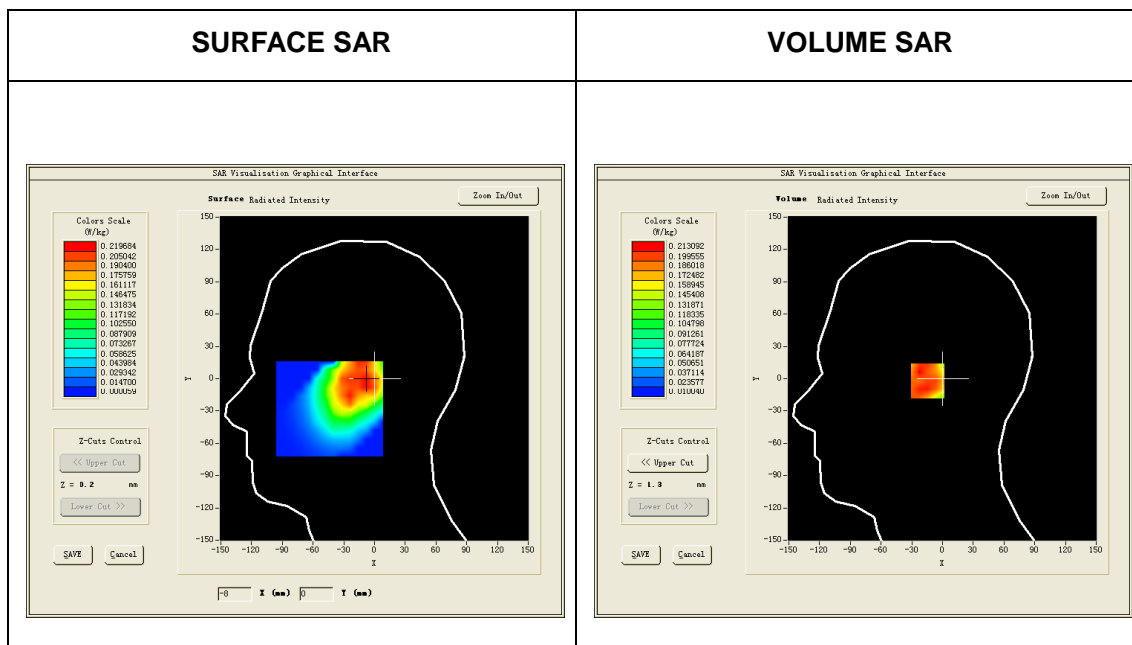 SURFACE SAR
VOLUME SAR
SAR Visualisation Graphical Interface
Surface Radiated Intensity
Zoom In/Out
Colors Scale
(W/kg)
0.219684
0.205042
0.190400
0.175759
0.161117
0.146475
0.131834
0.117192
0.102550
0.087909
0.073267
0.058625
0.043984
0.029342
0.014700
0.000059
150
120
90
60
30
0
-30
-60
-90
-120
-150
Y
-150 -120 -90 -60 -30 0 30 60 90 120 150
X
Z-Cuts Control
<< Upper Cut
Z = 0.2 mm
Lower Cut >>
SAVE Cancel
-8 X (mm) 0 Y (mm)
SAR Visualisation Graphical Interface
Volume Radiated Intensity
Zoom In/Out
Colors Scale
(W/kg)
0.213092
0.199555
0.186018
0.172482
0.158945
0.145408
0.131871
0.118335
0.104798
0.091261
0.077724
0.064187
0.050651
0.037114
0.023577
0.010040
150
120
90
60
30
0
-30
-60
-90
-120
-150
Y
-150 -120 -90 -60 -30 0 30 60 90 120 150
X
Z-Cuts Control
<< Upper Cut
Z = 1.3 mm
Lower Cut >>
SAVE Cancel